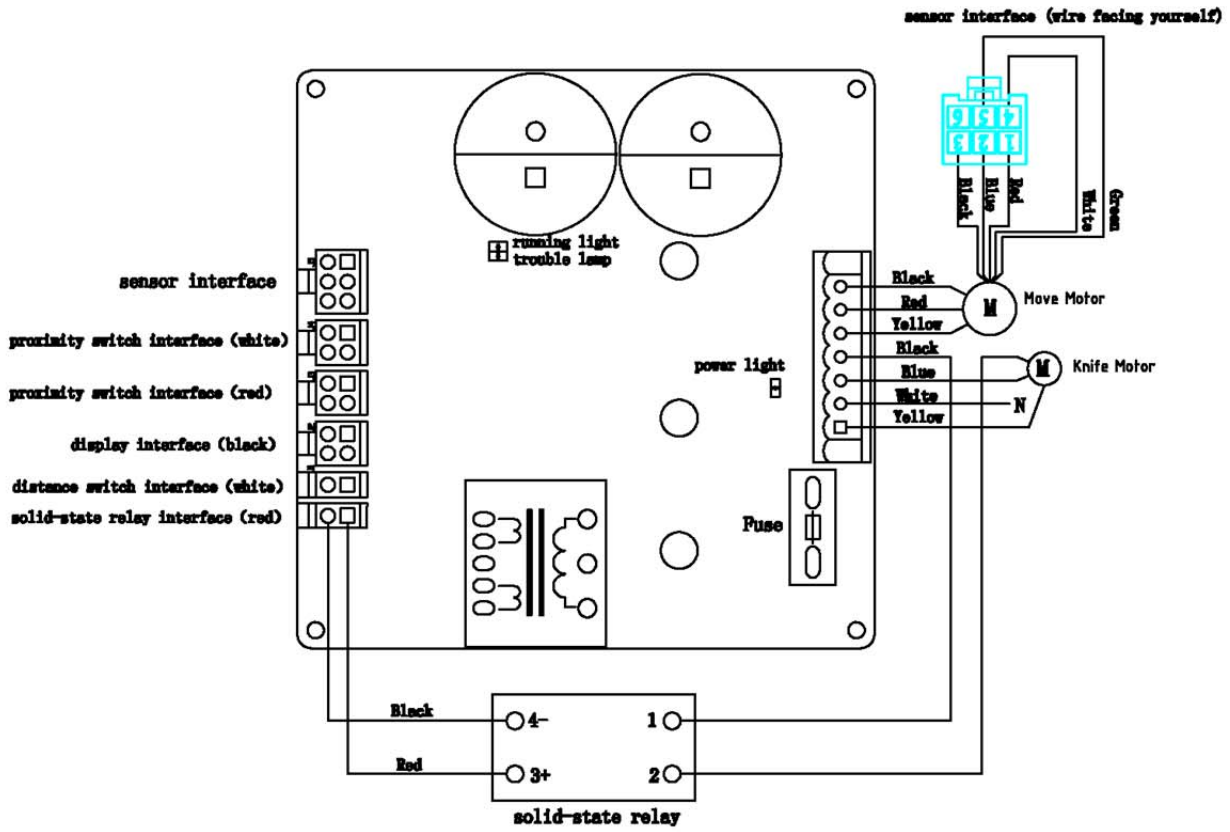 sensor interface (wire facing yourself)
6 5 4
3 2 1
Black
Blue
Red
White
Green
running light
trouble lamp
sensor interface
proximity switch interface (white)
proximity switch interface (red)
display interface (black)
distance switch interface (white)
solid-state relay interface (red)
power light
Fuse
Black
Red
Yellow
Black
Blue
White
Yellow
M
Move Motor
M
Knife Motor
N
Black
4-
1
Red
3+
2
solid-state relay